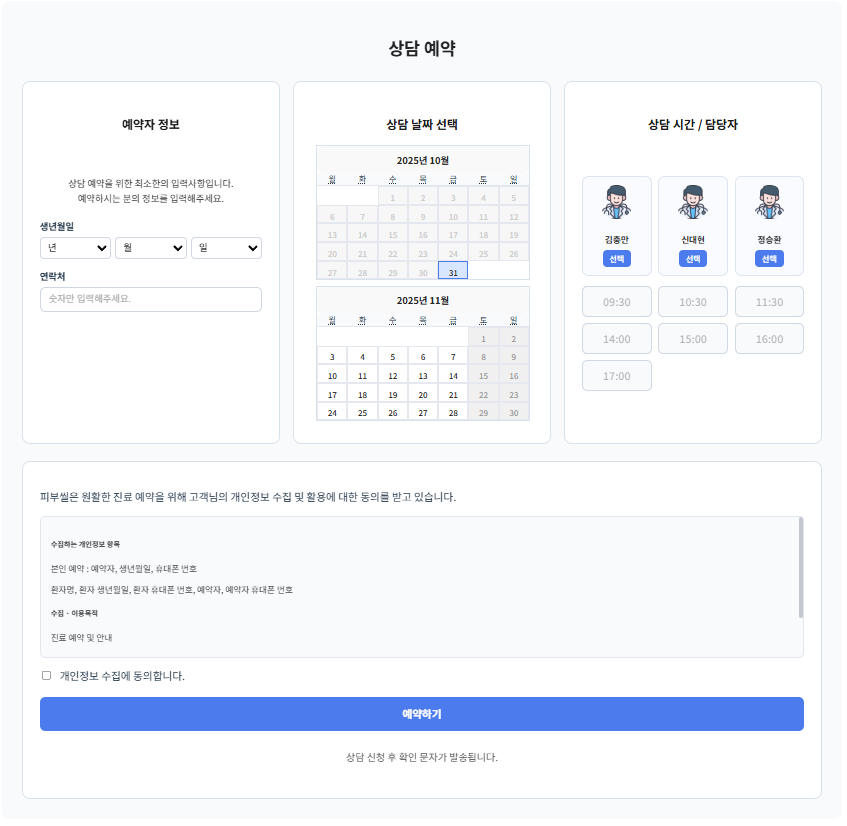 상담 예약
예약자 정보
상담 예약을 위한 최소한의 입력사항입니다.
예약하시는 분의 정보를 입력해주세요.
생년월일
년 월 일
연락처
숫자만 입력해주세요.
상담 날짜 선택
2025년 10월
월 화 수 목 금 토 일
1 2 3 4 5
6 7 8 9 10 11 12
13 14 15 16 17 18 19
20 21 22 23 24 25 26
27 28 29 30 31
2025년 11월
월 화 수 목 금 토 일
1 2
3 4 5 6 7 8 9
10 11 12 13 14 15 16
17 18 19 20 21 22 23
24 25 26 27 28 29 30
상담 시간 / 담당자
김충만 신대현 정승환
선택 선택 선택
09:30 10:30 11:30
14:00 15:00 16:00
17:00
피부씰은 원활한 진료 예약을 위해 고객님의 개인정보 수집 및 활용에 대한 동의를 받고 있습니다.
수집하는 개인정보 항목
본인 예약 : 예약자, 생년월일, 휴대폰 번호
환자명, 환자 생년월일, 환자 휴대폰 번호, 예약자, 예약자 휴대폰 번호
수집 · 이용목적
진료 예약 및 안내
개인정보 수집에 동의합니다.
예약하기
상담 신청 후 확인 문자가 발송됩니다.